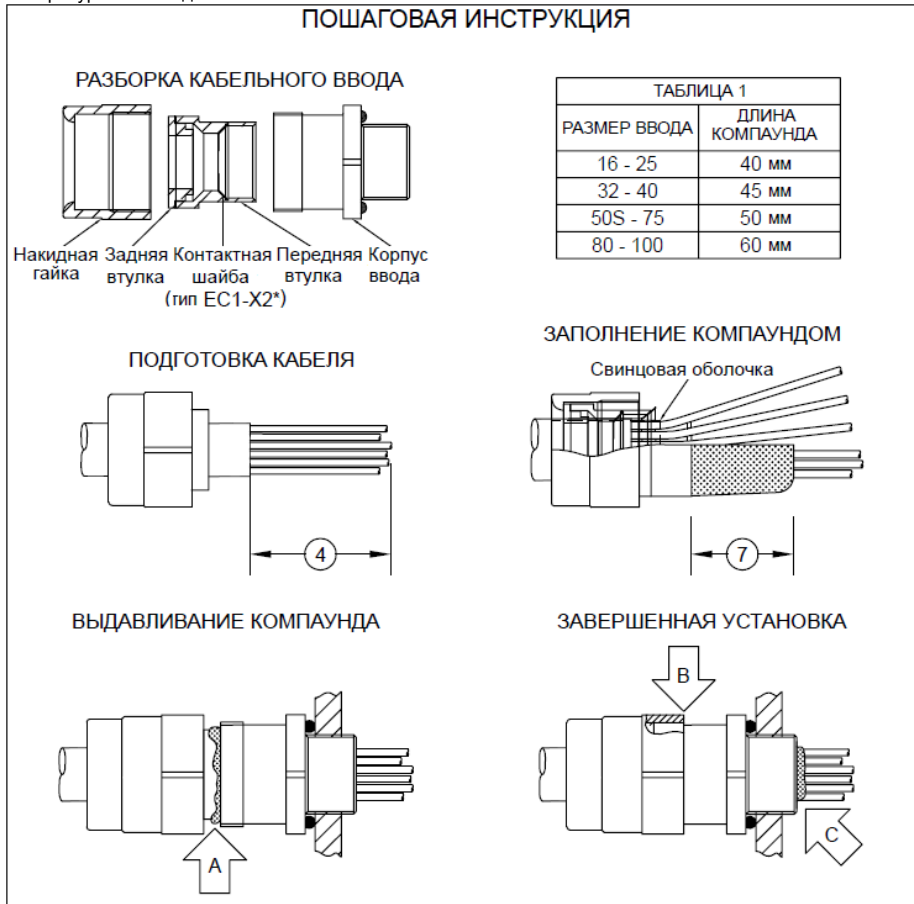 ПОШАГОВАЯ ИНСТРУКЦИЯ
РАЗБОРКА КАБЕЛЬНОГО ВВОДА
Накидная гайка
Задняя втулка
Контактная шайба
(тип EC1-X2*)
Передняя втулка
Корпус ввода
ТАБЛИЦА 1
РАЗМЕР ВВОДА ДЛИНА КОМПАУНДА
16 - 25 40 мм
32 - 40 45 мм
50S - 75 50 мм
80 - 100 60 мм
ПОДГОТОВКА КАБЕЛЯ
4
ЗАПОЛНЕНИЕ КОМПАУНДОМ
Свинцовая оболочка
7
ВЫДАВЛИВАНИЕ КОМПАУНДА
A
ЗАВЕРШЕННАЯ УСТАНОВКА
B
C